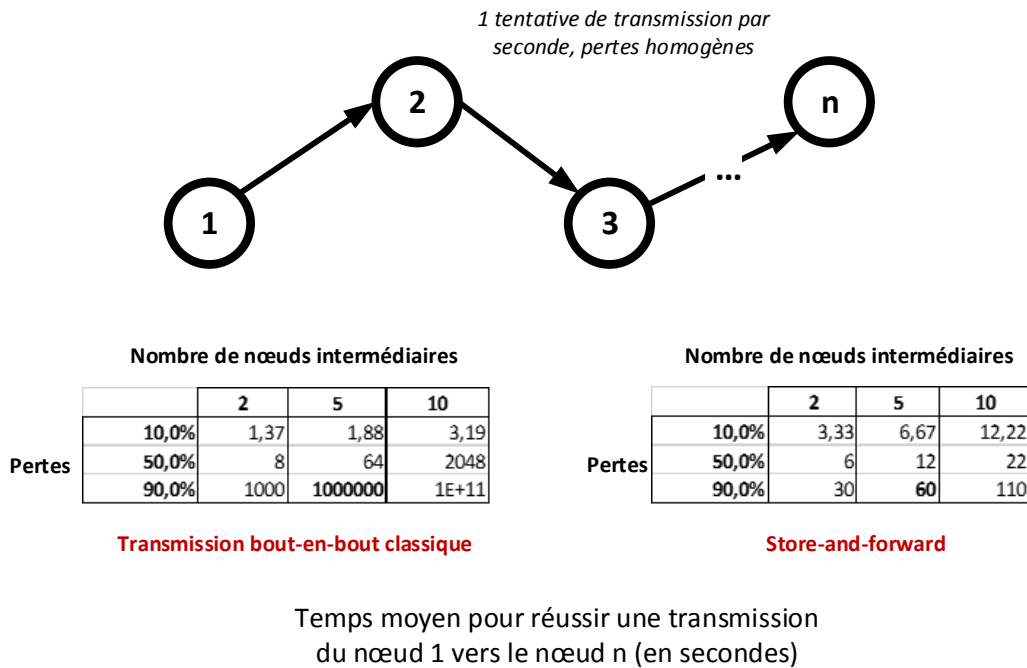 1 tentative de transmission par
seconde, pertes homogènes
2
n
...
1
3
Nombre de nœuds intermédiaires
2 5 10
10,0% 1,37 1,88 3,19
Pertes 50,0% 8 64 2048
90,0% 1000 1000000 1E+11
Transmission bout-en-bout classique
Nombre de nœuds intermédiaires
2 5 10
10,0% 3,33 6,67 12,22
Pertes 50,0% 6 12 22
90,0% 30 60 110
Store-and-forward
Temps moyen pour réussir une transmission
du nœud 1 vers le nœud n (en secondes)